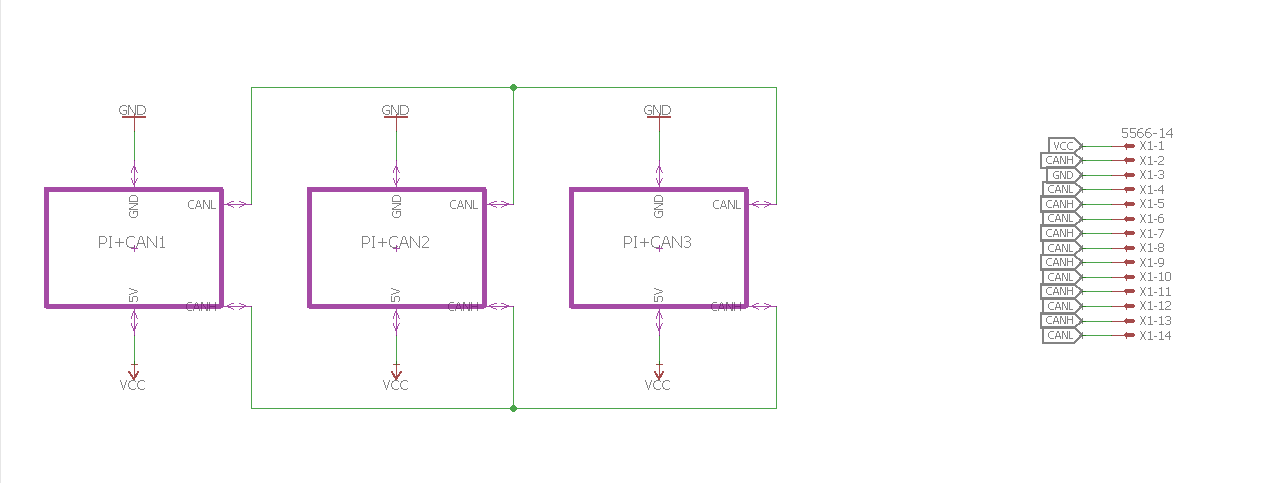 GND
GND
GND
GND
CANL
PI+CAN1
5V
CANH
VCC
GND
CANL
PI+CAN2
5V
CANH
VCC
GND
CANL
PI+CAN3
5V
CANH
VCC
5566-14
VCC X1-1
CANH X1-2
GND X1-3
CANL X1-4
CANH X1-5
CANL X1-6
CANH X1-7
CANL X1-8
CANH X1-9
CANL X1-10
CANH X1-11
CANL X1-12
CANH X1-13
CANL X1-14